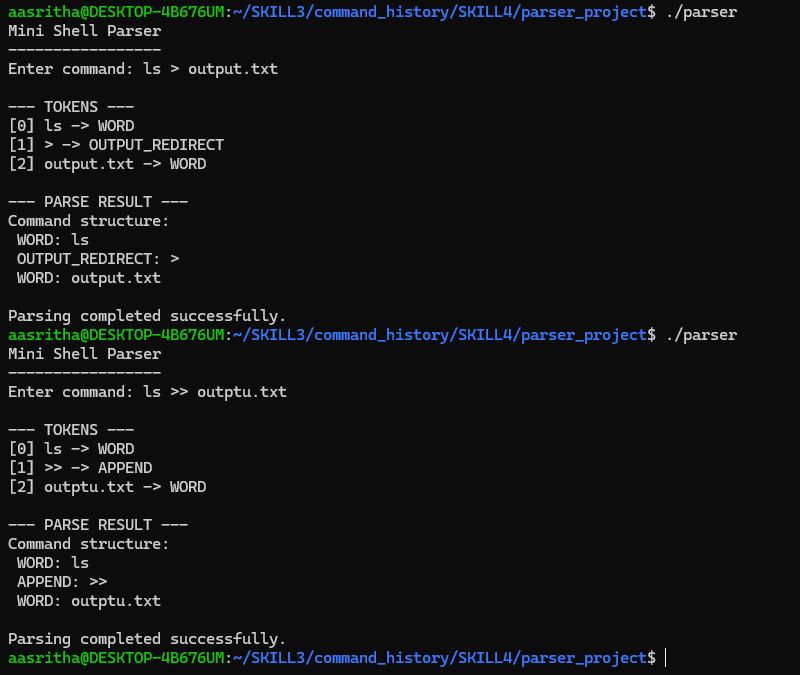 aasritha@DESKTOP-4B676UM:~/SKILL3/command_history/SKILL4/parser_project$ ./parser
Mini Shell Parser
-----------------
Enter command: ls > output.txt
--- TOKENS ---
[0] ls -> WORD
[1] > -> OUTPUT_REDIRECT
[2] output.txt -> WORD
--- PARSE RESULT ---
Command structure:
 WORD: ls
 OUTPUT_REDIRECT: >
 WORD: output.txt
Parsing completed successfully.
aasritha@DESKTOP-4B676UM:~/SKILL3/command_history/SKILL4/parser_project$ ./parser
Mini Shell Parser
-----------------
Enter command: ls >> outptu.txt
--- TOKENS ---
[0] ls -> WORD
[1] >> -> APPEND
[2] outptu.txt -> WORD
--- PARSE RESULT ---
Command structure:
 WORD: ls
 APPEND: >>
 WORD: outptu.txt
Parsing completed successfully.
aasritha@DESKTOP-4B676UM:~/SKILL3/command_history/SKILL4/parser_project$